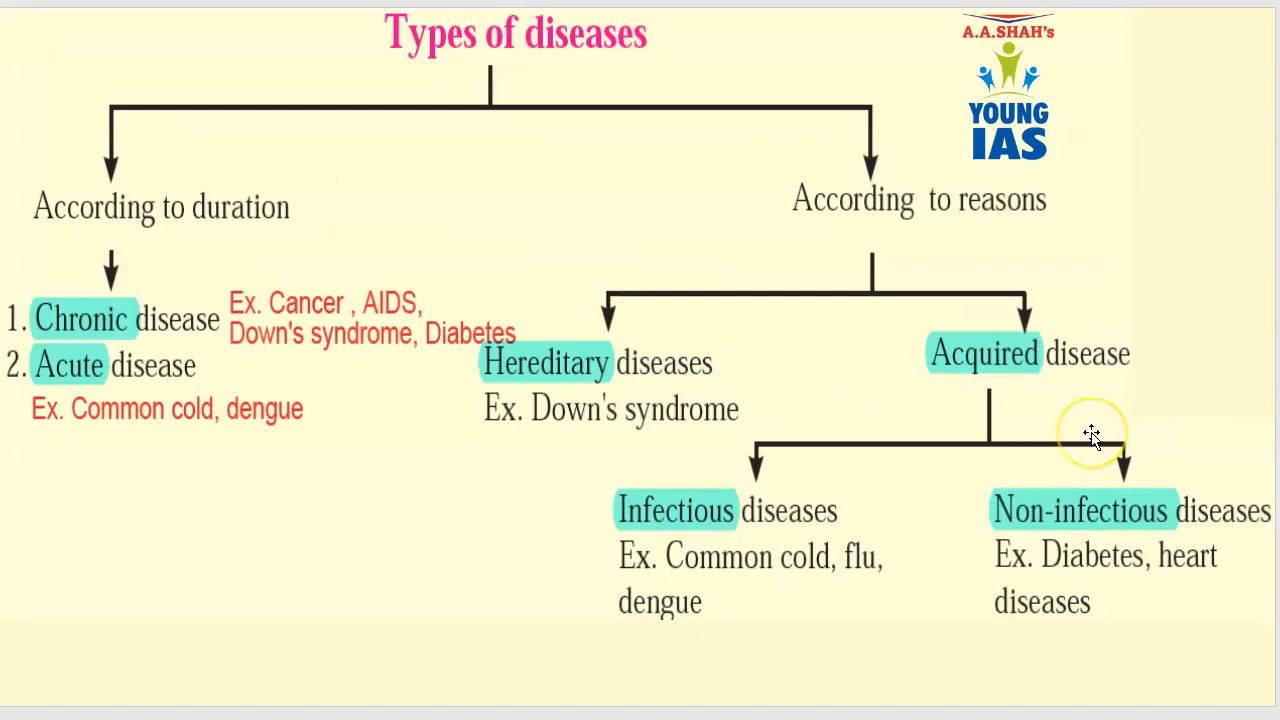 Types of diseases
A.A.SHAH's
YOUNG
IAS
According to duration
According to reasons
1. Chronic disease
Ex. Cancer , AIDS,
Down's syndrome, Diabetes
2. Acute disease
Ex. Common cold, dengue
Hereditary diseases
Ex. Down's syndrome
Acquired disease
Infectious diseases
Ex. Common cold, flu,
dengue
Non-infectious diseases
Ex. Diabetes, heart
diseases